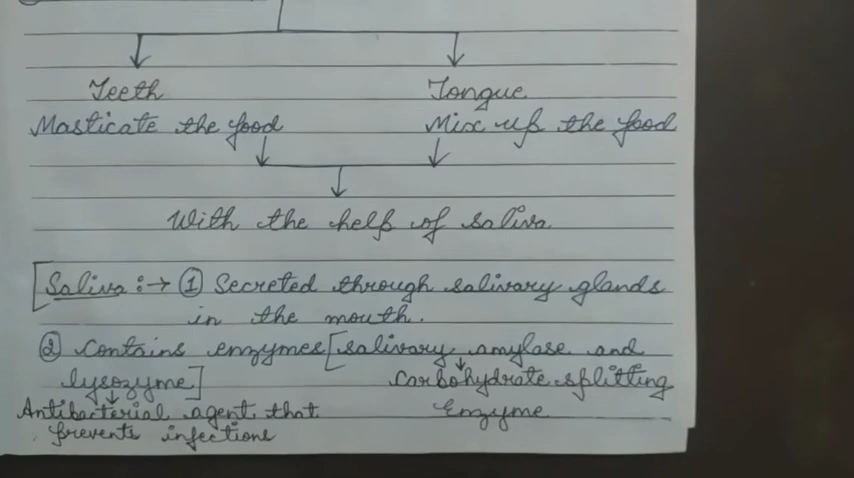 Teeth Tongue
Masticate the food Mix up the food
With the help of saliva
[Saliva :→ ① Secreted through salivary glands
in the mouth.
② Contains enzymes [salivary amylase and
lysozyme] Carbohydrate splitting
Antibacterial agent that Enzyme
prevents infections